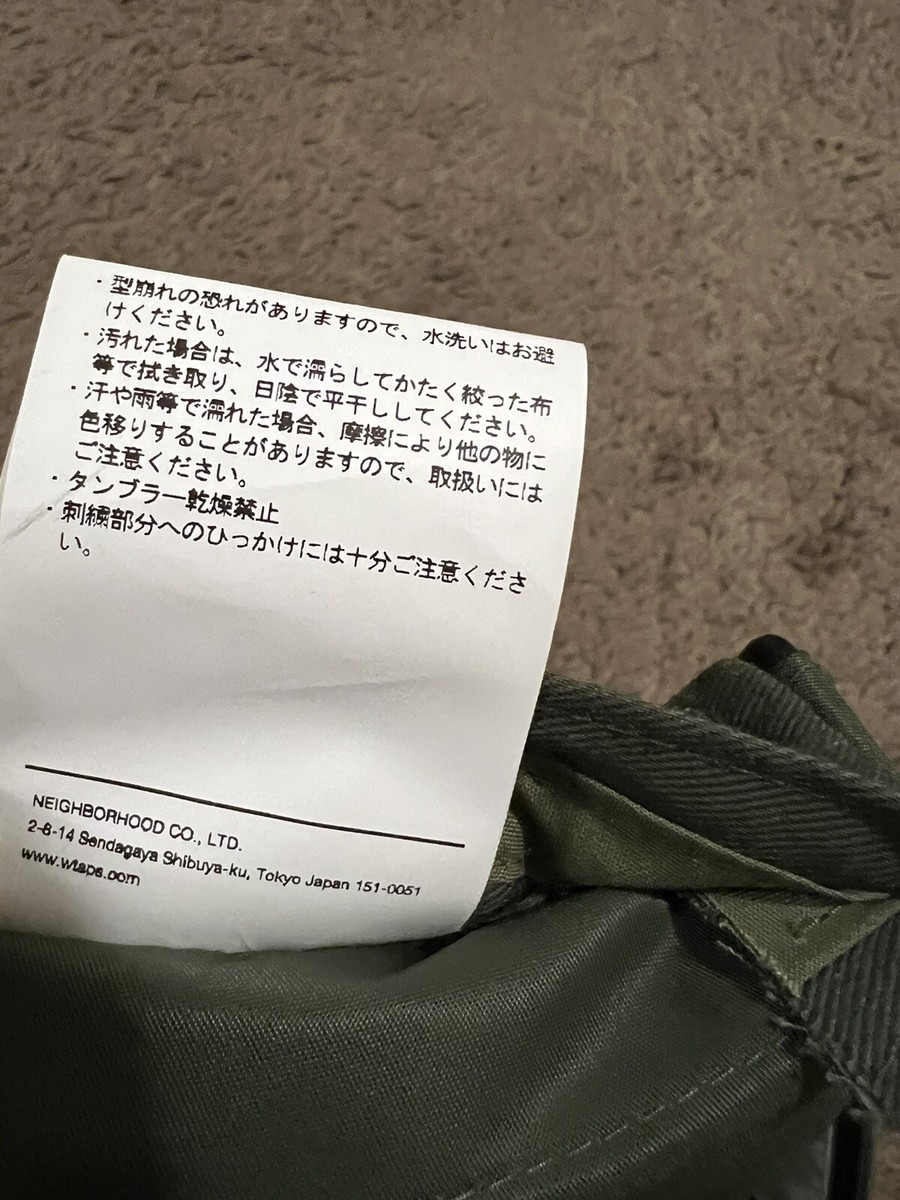 ・型崩れの恐れがありますので、水洗いはお避
けください。
・汚れた場合は、水で濡らしてかたく絞った布
等で拭き取り、日陰で平干ししてください。
・汗や雨等で濡れた場合、摩擦により他の物に
色移りすることがありますので、取扱いには
ご注意ください。
・タンブラー乾燥禁止
・刺繍部分へのひっかけには十分ご注意くださ
い。
NEIGHBORHOOD CO., LTD.
2-8-14 Sendagaya Shibuya-ku, Tokyo Japan 151-0051
www.wtaps.com